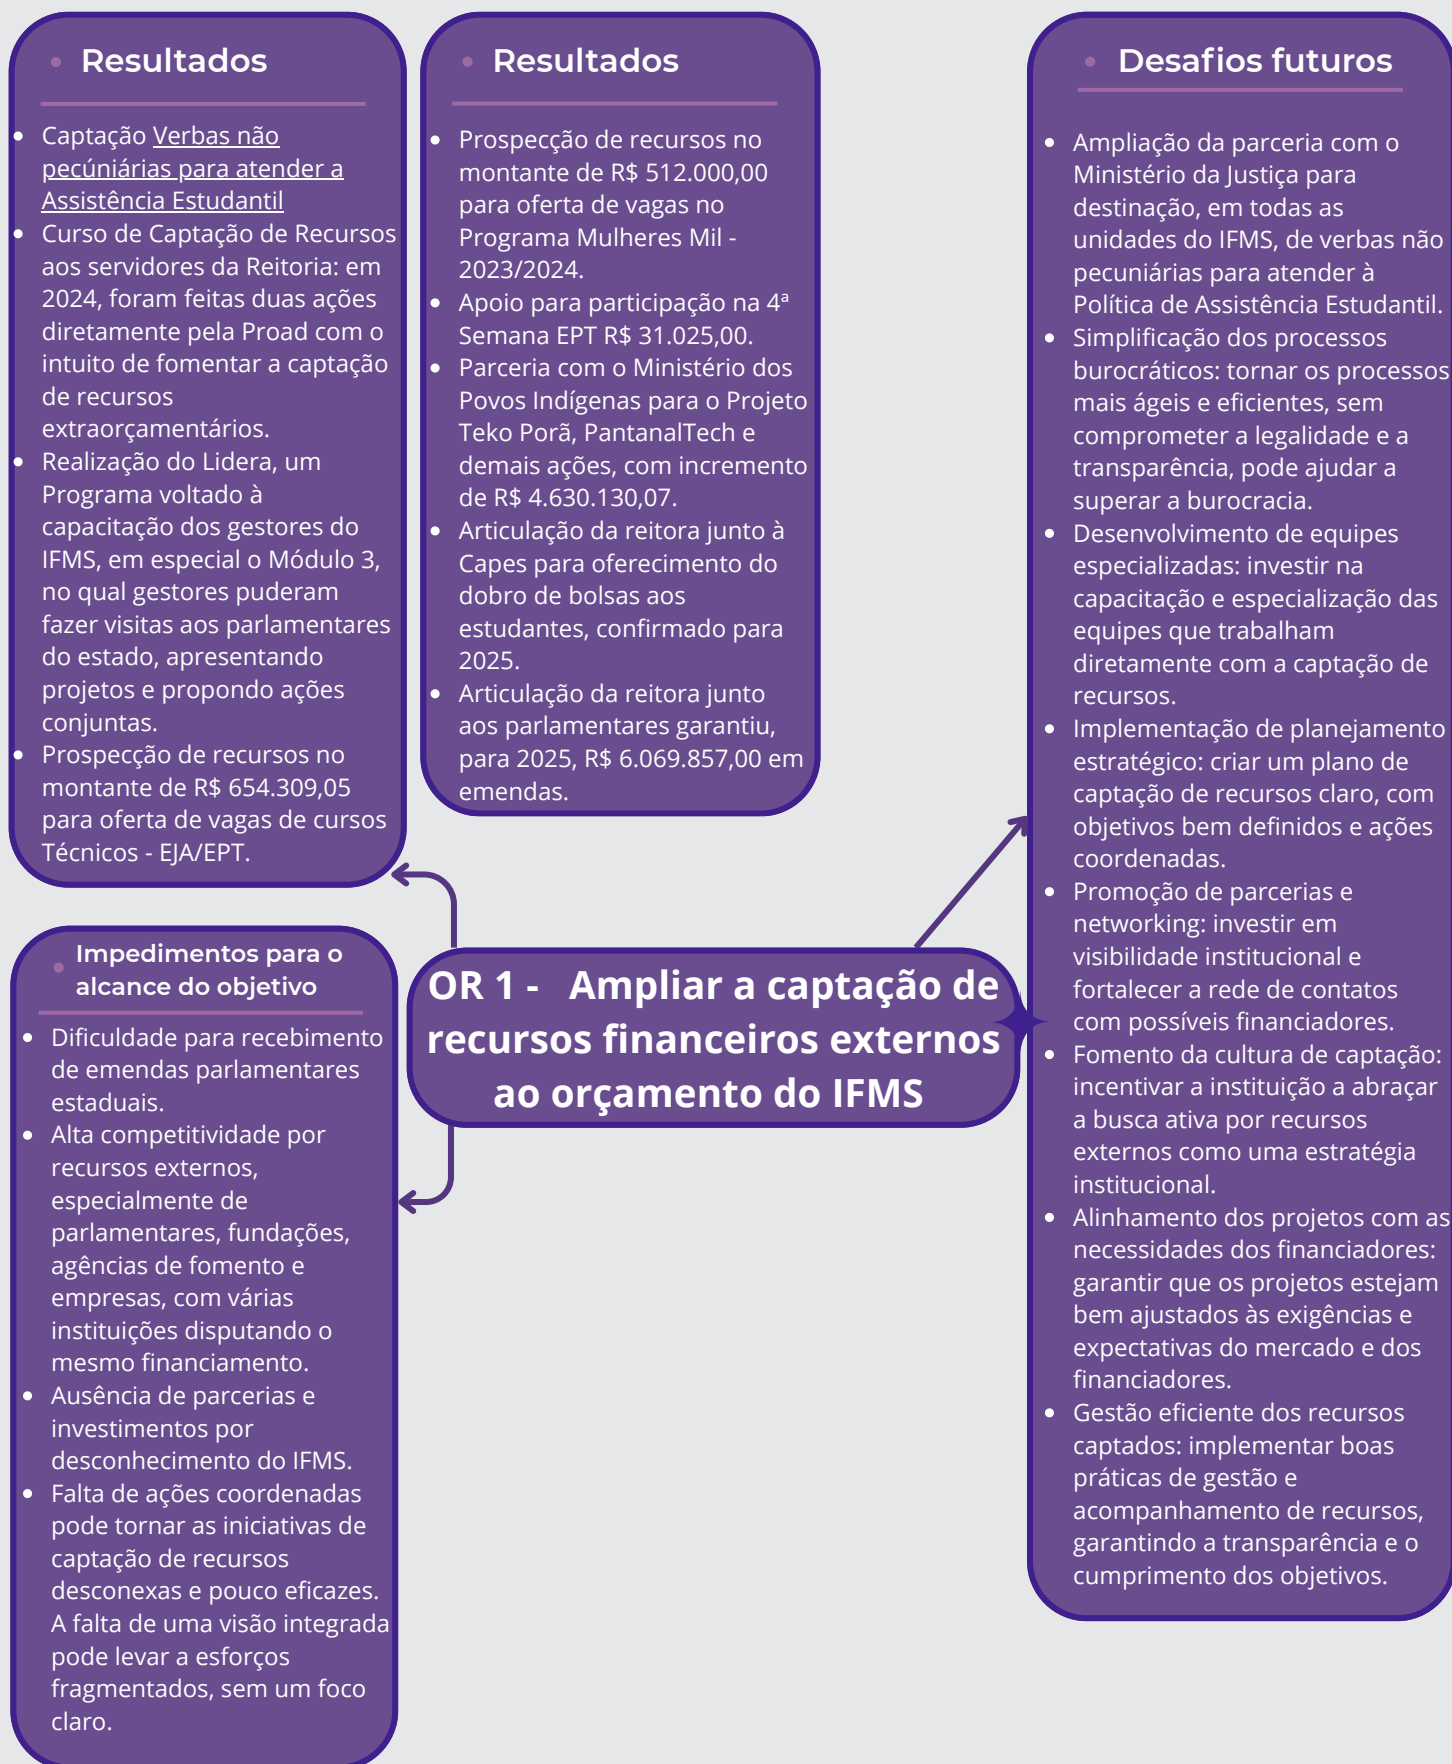 Resultados
Captação Verbas não
pecúniárias para atender a
Assistência Estudantil
Curso de Captação de Recursos
aos servidores da Reitoria: em
2024, foram feitas duas ações
diretamente pela Proad com o
intuito de fomentar a captação
de recursos
extraorçamentários.
Realização do Lidera, um
Programa voltado à
capacitação dos gestores do
IFMS, em especial o Módulo 3,
no qual gestores puderam
fazer visitas aos parlamentares
do estado, apresentando
projetos e propondo ações
conjuntas.
Prospecção de recursos no
montante de R$ 654.309,05
para oferta de vagas de cursos
Técnicos - EJA/EPT.
Resultados
Prospecção de recursos no
montante de R$ 512.000,00
para oferta de vagas no
Programa Mulheres Mil -
2023/2024.
Apoio para participação na 4ª
Semana EPT R$ 31.025,00.
Parceria com o Ministério dos
Povos Indígenas para o Projeto
Teko Porã, PantanalTech e
demais ações, com incremento
de R$ 4.630.130,07.
Articulação da reitora junto à
Capes para oferecimento do
dobro de bolsas aos
estudantes, confirmado para
2025.
Articulação da reitora junto
aos parlamentares garantiu,
para 2025, R$ 6.069.857,00 em
emendas.
Desafios futuros
Ampliação da parceria com o
Ministério da Justiça para
destinação, em todas as
unidades do IFMS, de verbas não
pecuniárias para atender à
Política de Assistência Estudantil.
Simplificação dos processos
burocráticos: tornar os processos
mais ágeis e eficientes, sem
comprometer a legalidade e a
transparência, pode ajudar a
superar a burocracia.
Desenvolvimento de equipes
especializadas: investir na
capacitação e especialização das
equipes que trabalham
diretamente com a captação de
recursos.
Implementação de planejamento
estratégico: criar um plano de
captação de recursos claro, com
objetivos bem definidos e ações
coordenadas.
Promoção de parcerias e
networking: investir em
visibilidade institucional e
fortalecer a rede de contatos
com possíveis financiadores.
Fomento da cultura de captação:
incentivar a instituição a abraçar
a busca ativa por recursos
externos como uma estratégia
institucional.
Alinhamento dos projetos com as
necessidades dos financiadores:
garantir que os projetos estejam
bem ajustados às exigências e
expectativas do mercado e dos
financiadores.
Gestão eficiente dos recursos
captados: implementar boas
práticas de gestão e
acompanhamento de recursos,
garantindo a transparência e o
cumprimento dos objetivos.
OR 1 - Ampliar a captação de
recursos financeiros externos
ao orçamento do IFMS
Impedimentos para o
alcance do objetivo
Dificuldade para recebimento
de emendas parlamentares
estaduais.
Alta competitividade por
recursos externos,
especialmente de
parlamentares, fundações,
agências de fomento e
empresas, com várias
instituições disputando o
mesmo financiamento.
Ausência de parcerias e
investimentos por
desconhecimento do IFMS.
Falta de ações coordenadas
pode tornar as iniciativas de
captação de recursos
desconexas e pouco eficazes.
A falta de uma visão integrada
pode levar a esforços
fragmentados, sem um foco
claro.